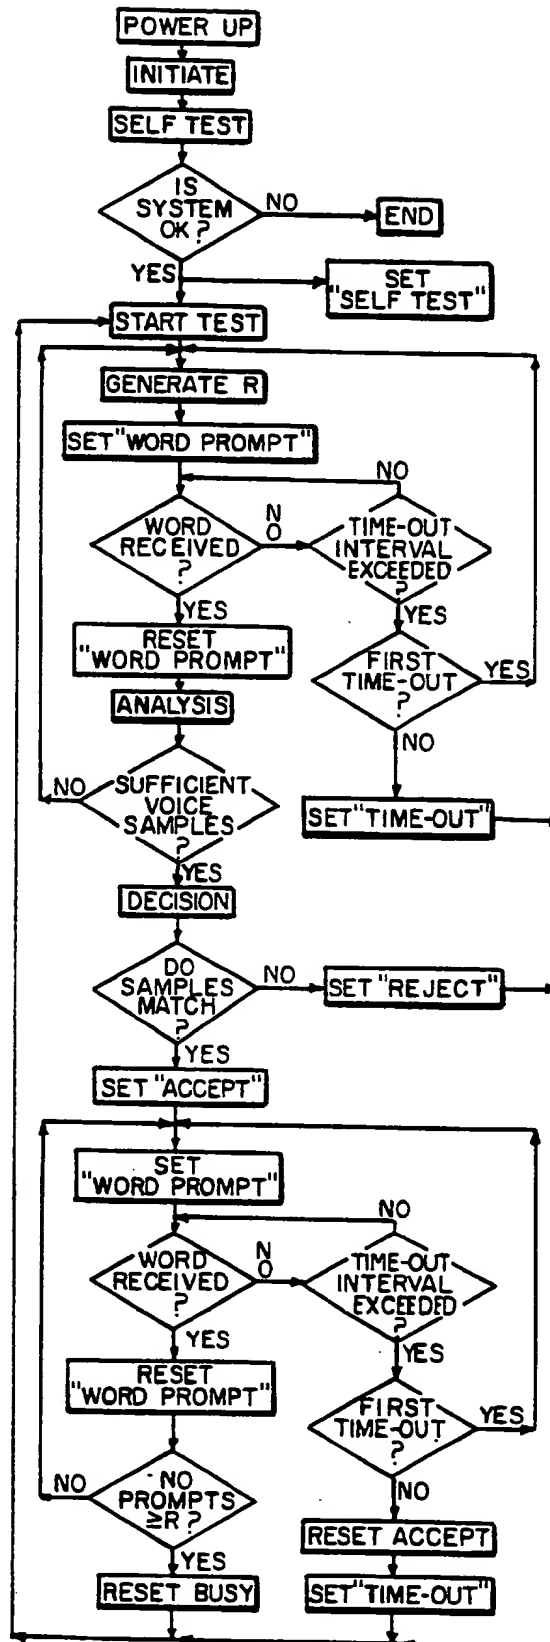 POWER UP
INITIATE
SELF TEST
IS
SYSTEM
OK?
NO
END
YES
SET
"SELF TEST"
START TEST
GENERATE R
SET "WORD PROMPT"
NO
WORD
RECEIVED
?
N
O
TIME-OUT
INTERVAL
EXCEEDED
?
YES
YES
RESET
"WORD PROMPT"
FIRST
TIME-OUT
?
YES
ANALYSIS
NO
NO
SUFFICIENT
VOICE
SAMPLES
?
SET "TIME-OUT"
YES
DECISION
DO
SAMPLES
MATCH
?
NO
SET "REJECT"
YES
SET "ACCEPT"
SET
"WORD PROMPT"
NO
WORD
RECEIVED
?
N
O
TIME-OUT
INTERVAL
EXCEEDED
?
YES
YES
RESET
"WORD PROMPT"
FIRST
TIME-OUT
?
YES
NO
NO
PROMPTS
≥R?
NO
RESET ACCEPT
YES
RESET BUSY
SET "TIME-OUT"